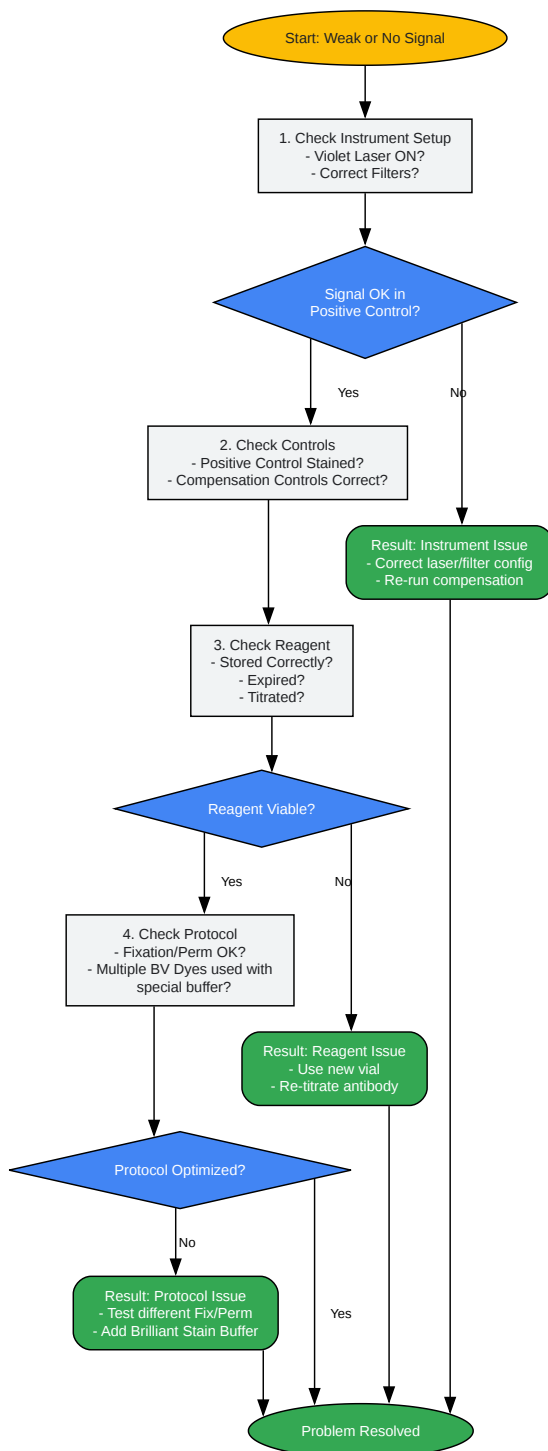 Start: Weak or No Signal
1. Check Instrument Setup
- Violet Laser ON?
- Correct Filters?
Signal OK in
Positive Control?
Yes
No
2. Check Controls
- Positive Control Stained?
- Compensation Controls Correct?
Result: Instrument Issue
- Correct laser/filter config
- Re-run compensation
3. Check Reagent
- Stored Correctly?
- Expired?
- Titrated?
Reagent Viable?
Yes
No
4. Check Protocol
- Fixation/Perm OK?
- Multiple BV Dyes used with
special buffer?
Result: Reagent Issue
- Use new vial
- Re-titrate antibody
Protocol Optimized?
No
Result: Protocol Issue
- Test different Fix/Perm
- Add Brilliant Stain Buffer
Yes
Problem Resolved